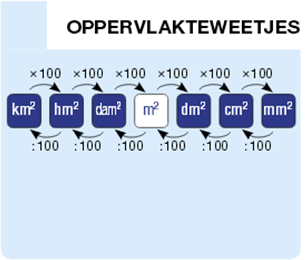 OPPERVLAKTEWEETJES
×100 ×100 ×100 ×100 ×100 ×100
km² hm² dam² m² dm² cm² mm²
:100 :100 :100 :100 :100 :100